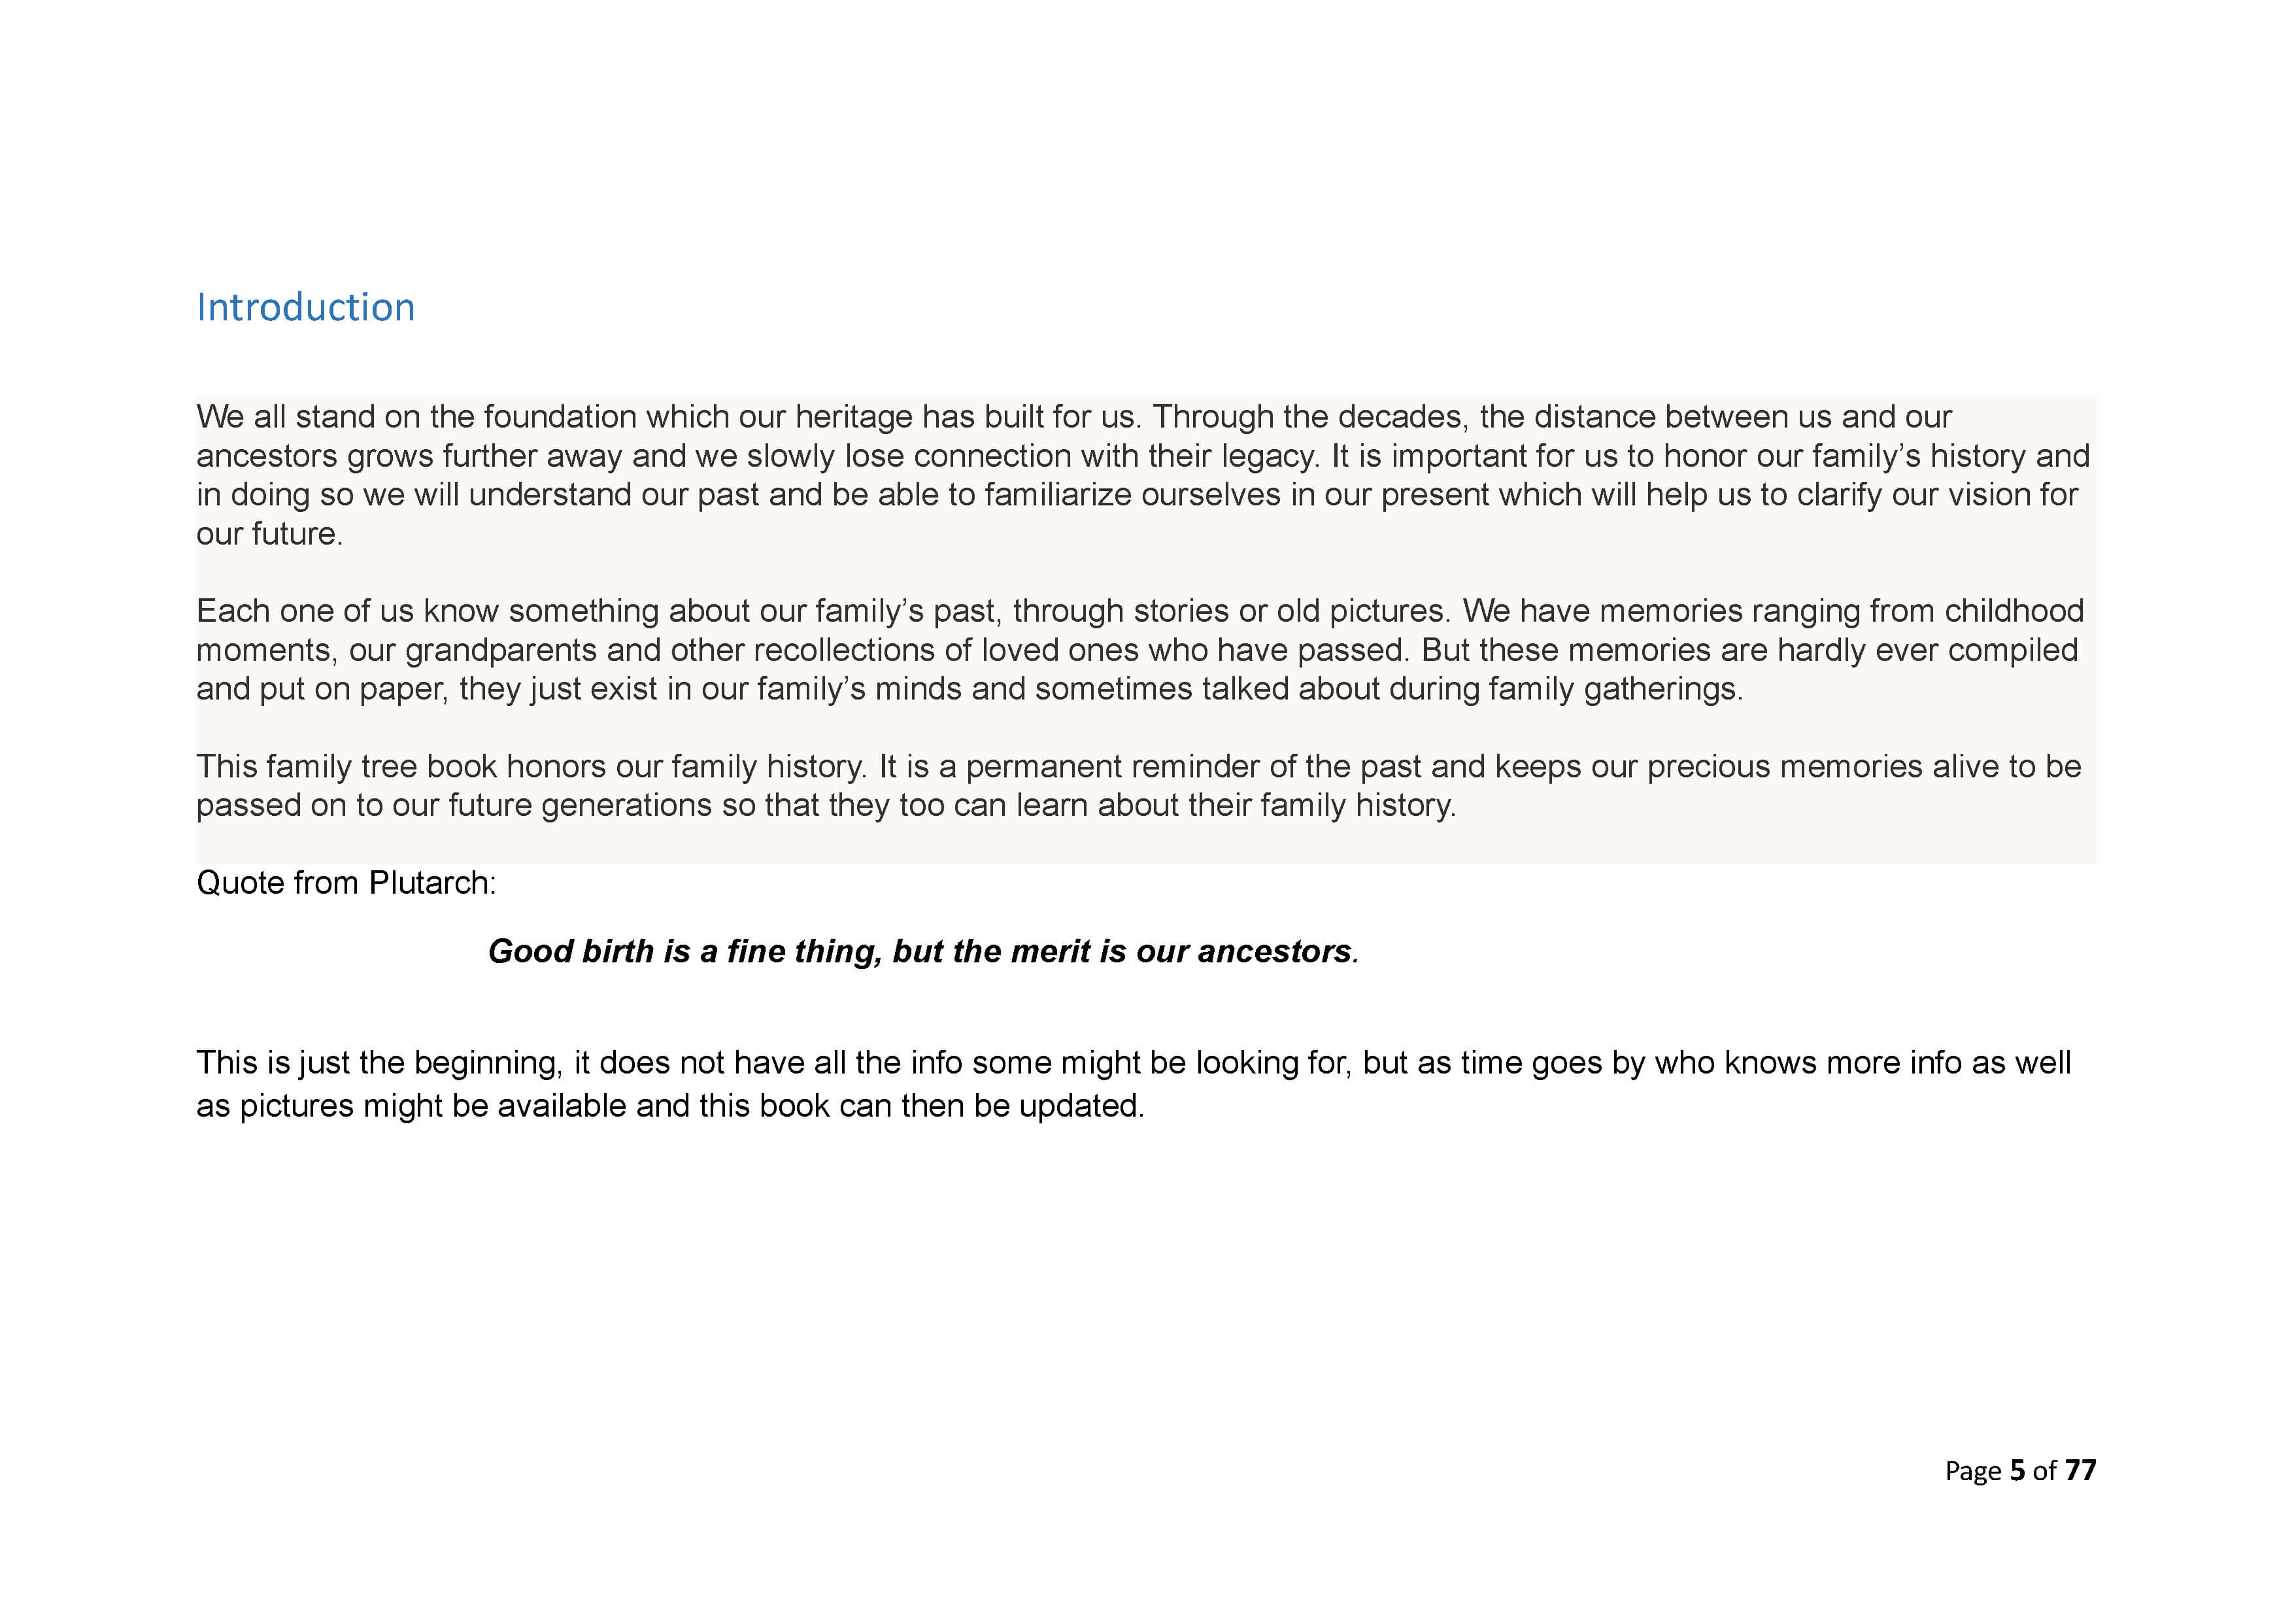 Introduction
We all stand on the foundation which our heritage has built for us. Through the decades, the distance between us and our
ancestors grows further away and we slowly lose connection with their legacy. It is important for us to honor our family’s history and
in doing so we will understand our past and be able to familiarize ourselves in our present which will help us to clarify our vision for
our future.
Each one of us know something about our family’s past, through stories or old pictures. We have memories ranging from childhood
moments, our grandparents and other recollections of loved ones who have passed. But these memories are hardly ever compiled
and put on paper, they just exist in our family’s minds and sometimes talked about during family gatherings.
This family tree book honors our family history. It is a permanent reminder of the past and keeps our precious memories alive to be
passed on to our future generations so that they too can learn about their family history.
Quote from Plutarch:
Good birth is a fine thing, but the merit is our ancestors.
This is just the beginning, it does not have all the info some might be looking for, but as time goes by who knows more info as well
as pictures might be available and this book can then be updated.
Page 5 of 77